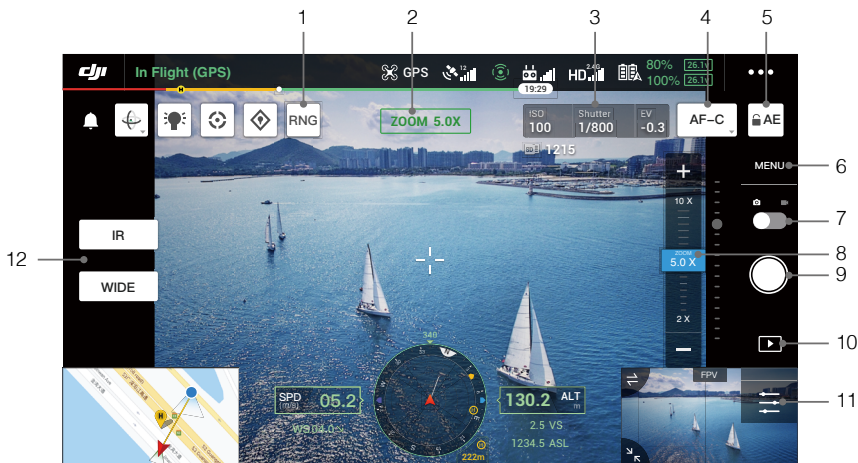 1 2 3 4 5
dji In Flight (GPS) GPS 12 2.4G HD A 80% 26.1V
100% 26.1V
H 19:29
RNG ZOOM 5.0X ISO 100 Shutter 1/800 EV -0.3 AF-C AE
1215
MENU 6
+
10 X
7
IR
ZOOM
5.0 X 8
12
WIDE 9
2 X
10
340
N
FPV
SPD (m/s) 05.2 130.2 ALT m 11
H
2.5 VS
1234.5 ASL
222m